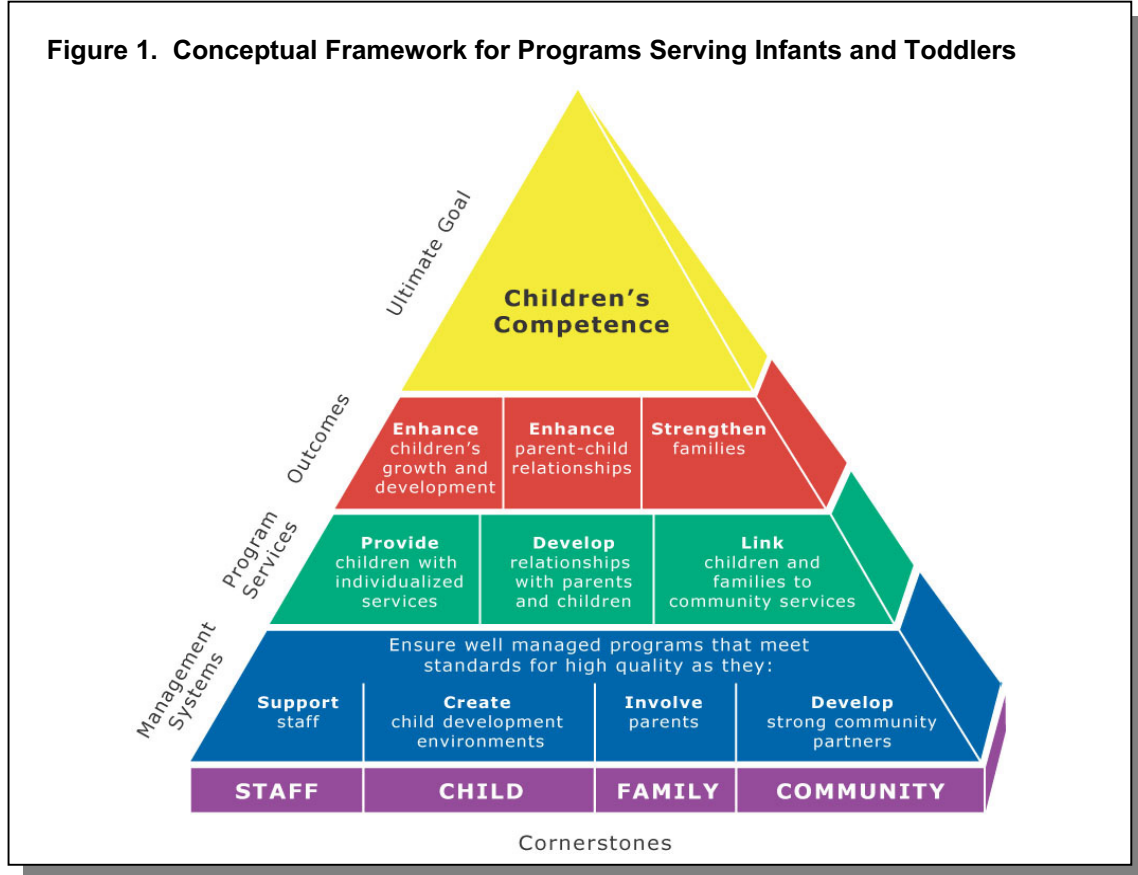 Figure 1.  Conceptual Framework for Programs Serving Infants and Toddlers
Ultimate Goal
Children's
Competence
Outcomes
Enhance
children's
growth and
development
Enhance
parent-child
relationships
Strengthen
families
Program
Services
Provide
children with
individualized
services
Develop
relationships
with parents
and children
Link
children and
families to
community services
Management
Systems
Ensure well managed programs that meet
standards for high quality as they:
Support
staff
Create
child development
environments
Involve
parents
Develop
strong community
partners
STAFF
CHILD
FAMILY
COMMUNITY
Cornerstones